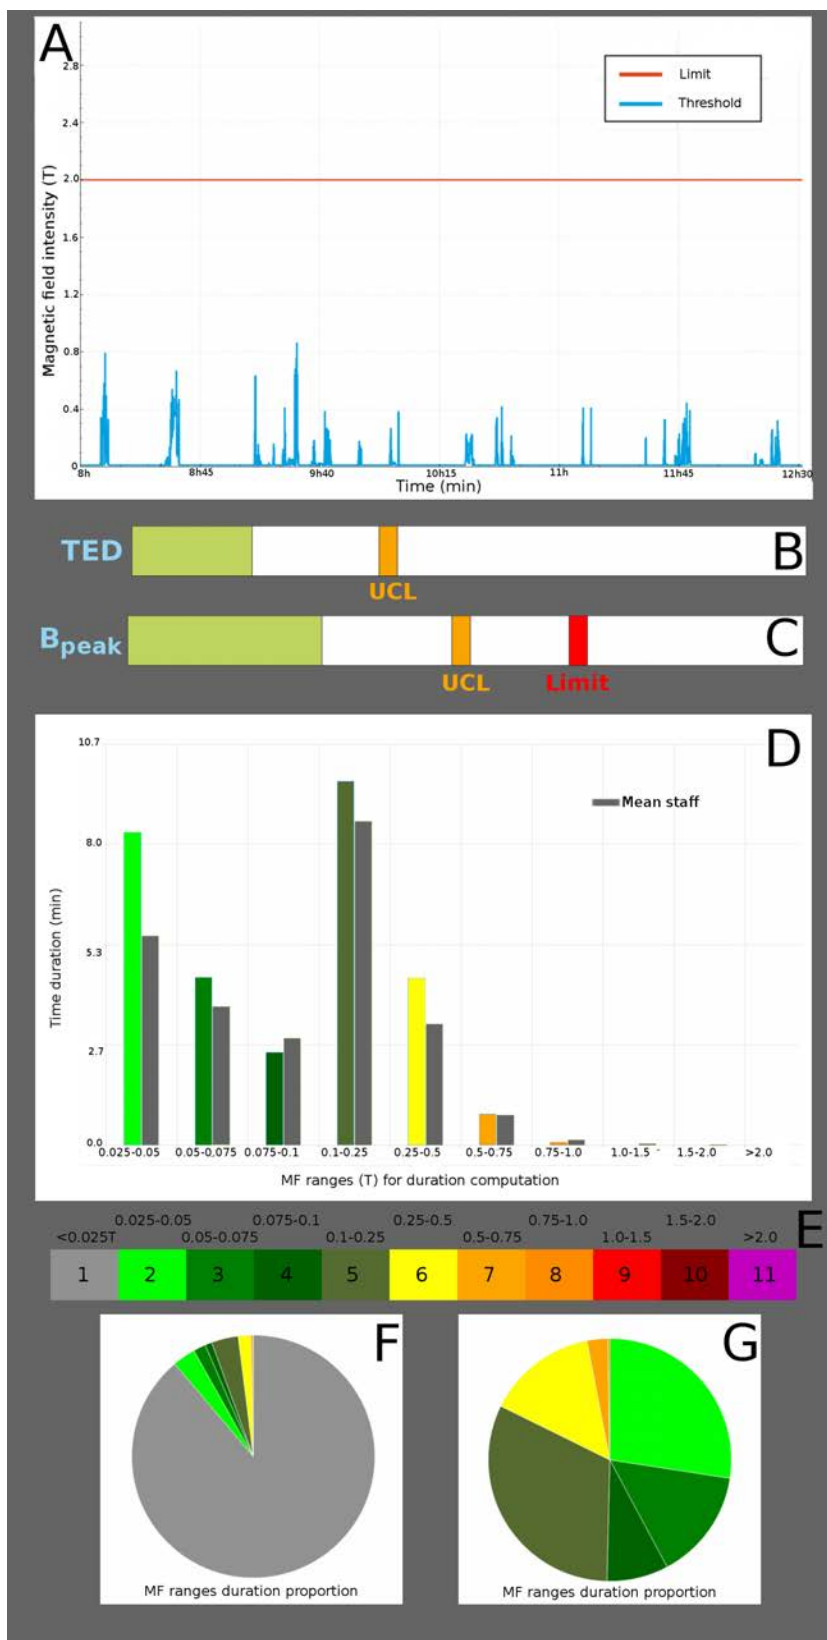 A
2.8
Limit
Threshold
2.4
2.0
1.6
1.2
0.8
0.4
0
Magnetic field intensity (T)
8h 8h45 9h40 10h15 11h 11h45 12h30
Time (min)
TED
B
UCL
Bpeak
C
UCL Limit
D
10.7
Mean staff
8.0
5.3
2.7
0.0
Time duration (min)
0.025-0.05 0.05-0.075 0.075-0.1 0.1-0.25 0.25-0.5 0.5-0.75 0.75-1.0 1.0-1.5 1.5-2.0 >2.0
MF ranges (T) for duration computation
E
0.025-0.05 0.075-0.1 0.25-0.5 0.75-1.0 1.5-2.0
<0.025T 0.05-0.075 0.1-0.25 0.5-0.75 1.0-1.5 >2.0
1 2 3 4 5 6 7 8 9 10 11
F
G
MF ranges duration proportion
MF ranges duration proportion